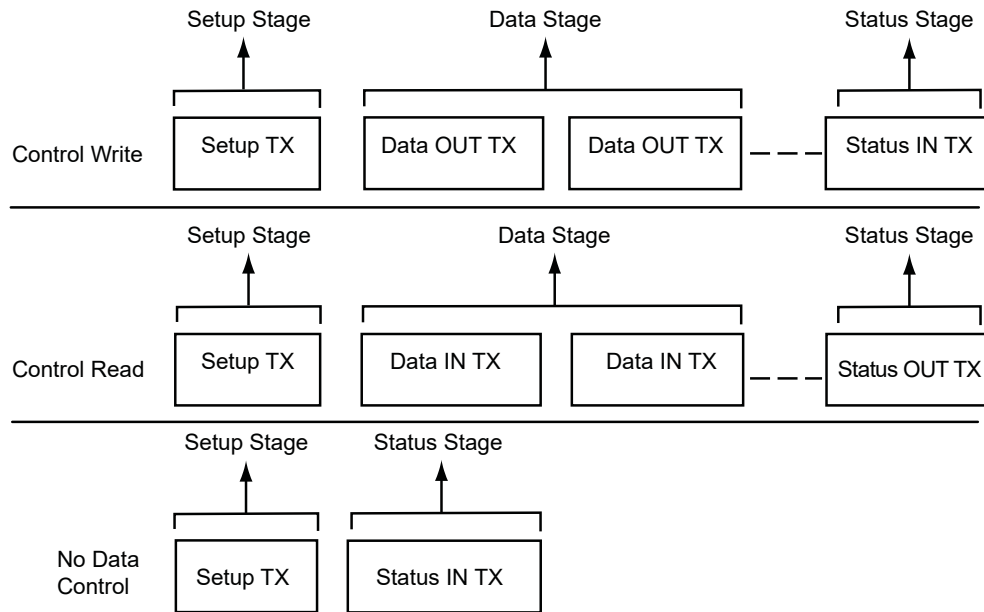 Setup Stage
Data Stage
Status Stage
Control Write
Setup TX
Data OUT TX
Data OUT TX
Status IN TX
Setup Stage
Data Stage
Status Stage
Control Read
Setup TX
Data IN TX
Data IN TX
Status OUT TX
Setup Stage
Status Stage
No Data
Control
Setup TX
Status IN TX